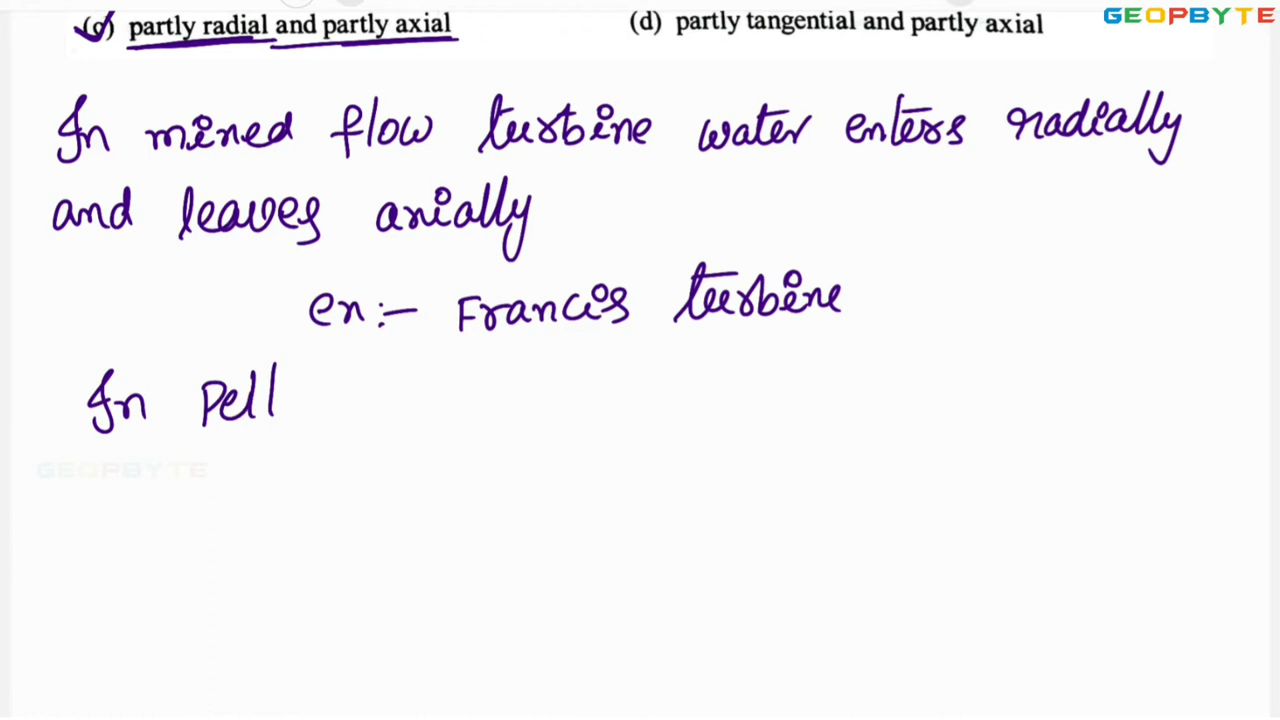 (c) partly radial and partly axial (d) partly tangential and partly axial
GEOPBYTE
In mixed flow turbine water enters radially
and leaves axially
ex:- Francis turbine
In Pell
GEOPBYTE